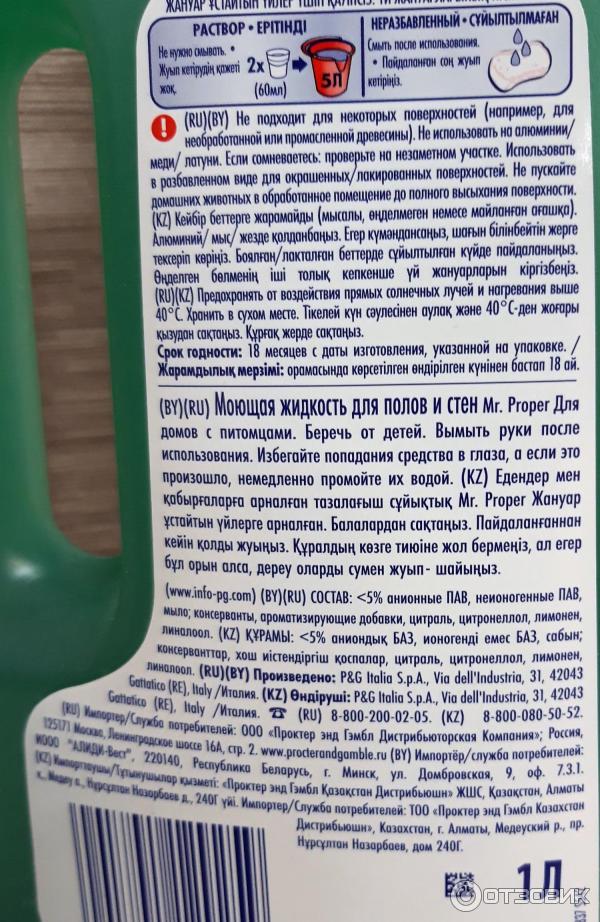 ЖАНУАР ҰСТАЙТЫН ҮЙЛЕР ҮШІН ҚАУІПСІЗ.
РАСТВОР • ЕРІТІНДІ
Не нужно смывать. •
Жуып кетірудің қажеті
жоқ.
2x
(60мл)
5Л
НЕРАЗБАВЛЕННЫЙ • СҰЙЫЛТЫЛМАҒАН
Смыть после использования.
• Пайдаланған соң жуып
кетіріңіз.
(RU)(BY) Не подходит для некоторых поверхностей (например, для
необработанной или промасленной древесины). Не использовать на алюминии/
меди/ латуни. Если сомневаетесь: проверьте на незаметном участке. Использовать
в разбавленном виде для окрашенных/лакированных поверхностей. Не пускайте
домашних животных в обработанное помещение до полного высыхания поверхности.
(KZ) Кейбір беттерге жарамайды (мысалы, өңделмеген немесе майланған ағашқа).
Алюминий/ мыс/ жезде қолданбаңыз. Егер күмәндансаңыз, шағын білінбейтін жерге
тексеріп көріңіз. Боялған/лакталған беттерде сұйылтылған күйде пайдаланыңыз.
Өңделген бөлменің іші толық кепкенше үй жануарларын кіргізбеңіз.
(RU)(KZ) Предохранять от воздействия прямых солнечных лучей и нагревания выше
40°C. Хранить в сухом месте. Тікелей күн сәулесінен аулақ және 40°C-ден жоғары
қызудан сақтаңыз. Құрғақ жерде сақтаңыз.
Срок годности: 18 месяцев с даты изготовления, указанной на упаковке. /
Жарамдылық мерзімі: орамасында көрсетілген өндірілген күнінен бастап 18 ай.
(BY)(RU) Моющая жидкость для полов и стен Mr. Proper Для
домов с питомцами. Беречь от детей. Вымыть руки после
использования. Избегайте попадания средства в глаза, а если это
произошло, немедленно промойте их водой. (KZ) Едендер мен
қабырғаларға арналған тазалағыш сұйықтық Mr. Proper Жануар
ұстайтын үйлерге арналған. Балалардан сақтаңыз. Пайдаланғаннан
кейін қолды жуыңыз. Құралдың көзге тиюіне жол бермеңіз, ал егер
бұл орын алса, дереу оларды сумен жуып- шайыңыз.
(www.info-pg.com) (BY)(RU) СОСТАВ: <5% анионные ПАВ, неионогенные ПАВ,
мыло; консерванты, ароматизирующие добавки, цитраль, цитронеллол, лимонен,
линалоол. (KZ) ҚҰРАМЫ: <5% аниондық БАЗ, ионогенді емес БАЗ, сабын;
консерванттар, хош иістендіргіш қоспалар, цитраль, цитронеллол, лимонен,
линалоол. (RU)(BY) Произведено: P&G Italia S.p.A., Via dell'Industria, 31, 42043
Gattatico (RE), Italy /Италия. (KZ) Өндіруші: P&G Italia S.p.A., Via dell'Industria, 31, 42043
Gattatico (RE), Italy /Италия. ☎ (RU) 8-800-200-02-05. (KZ) 8-800-080-50-52.
(RU) Импортер/Служба потребителей: ООО «Проктер энд Гэмбл Дистрибьюторская Компания»; Россия,
125171 Москва, Ленинградское шоссе 16А, стр. 2. www.procterandgamble.ru (BY) Импортёр/служба потребителей:
ИООО "АЛИДИ-Вест", 220140, Республика Беларусь, г. Минск, ул. Домбровская, 9, оф. 7.3.1.
(KZ) Импорттаушы/Тұтынушылар қызметі: «Проктер энд Гэмбл Қазақстан Дистрибьюшн» ЖШС, Қазақстан, Алматы
қ., Медеу а., Нұрсұлтан Назарбаев д., 240Г үйі. Импортер/Служба потребителей: ТОО «Проктер энд Гэмбл Казахстан
Дистрибьюшн», Казахстан, г. Алматы, Медеуский р., пр.
Нұрсұлтан Назарбаев, дом 240Г.
1Л
ОТЗОВИК